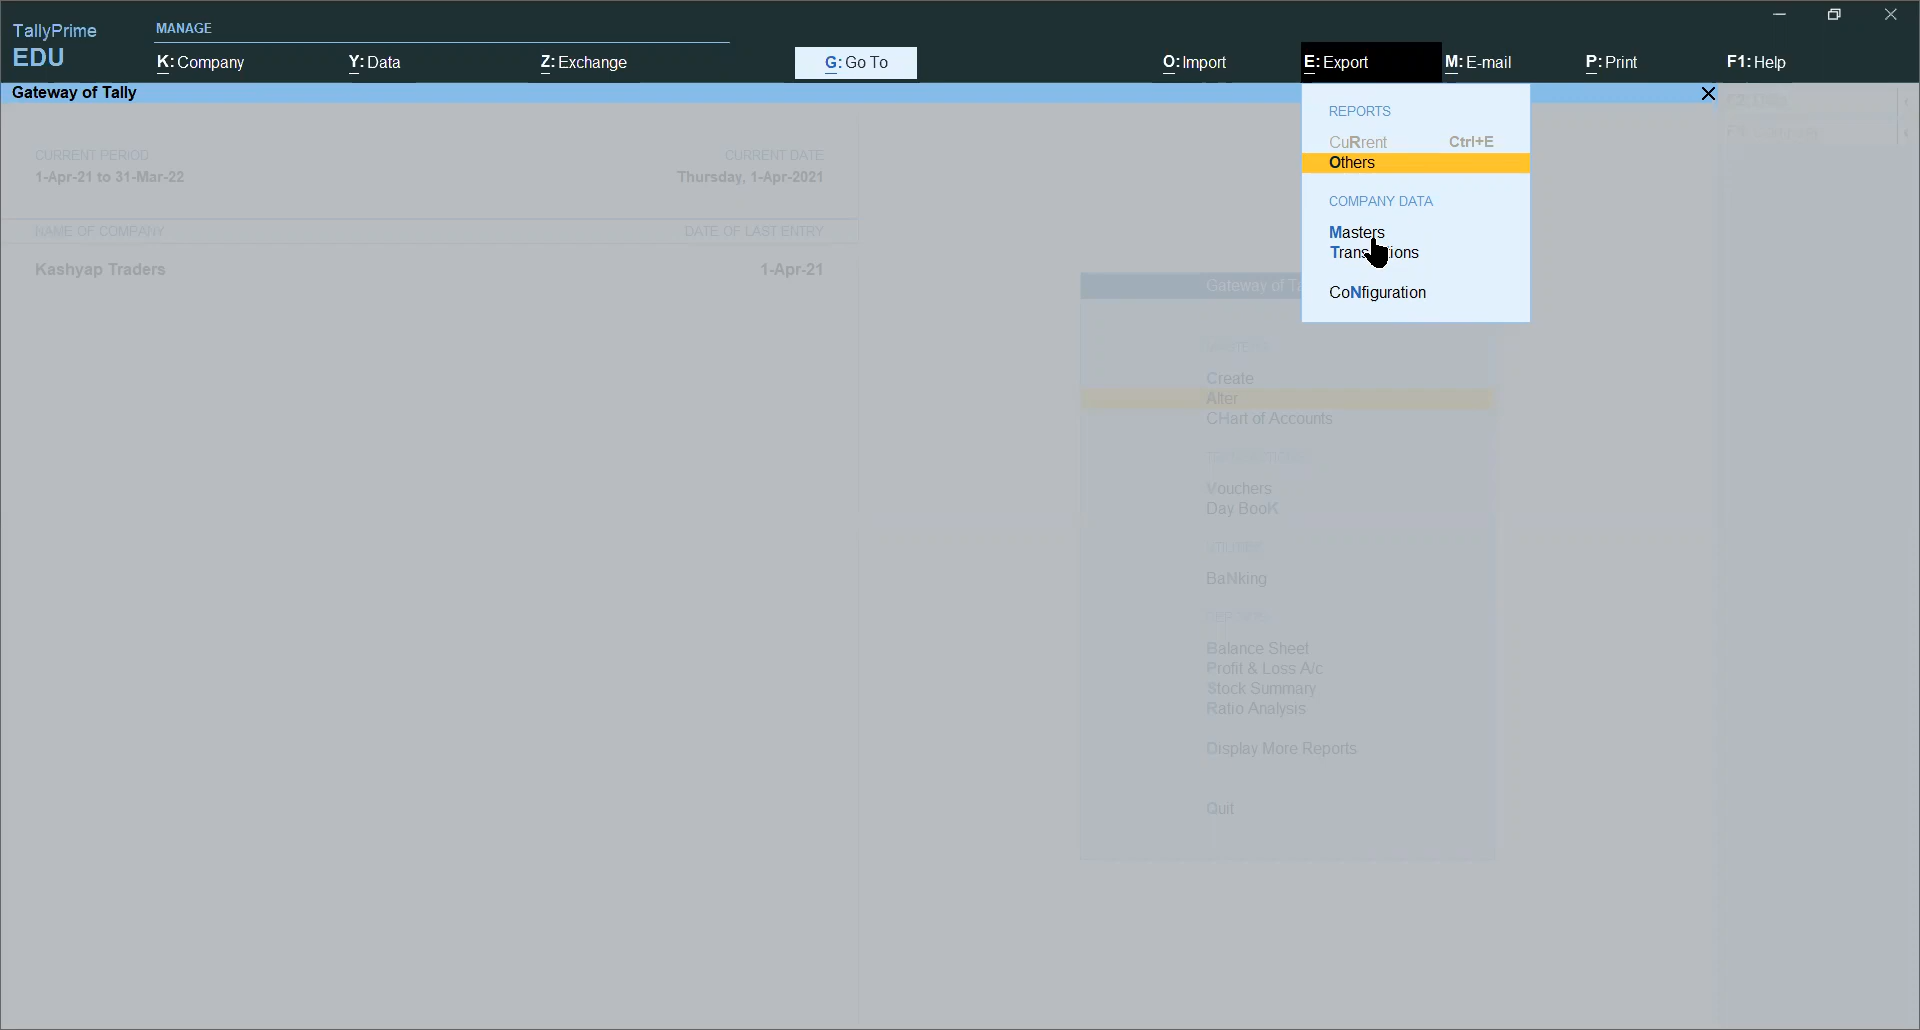 TallyPrime
EDU
MANAGE
K: Company
Y: Data
Z: Exchange
G: Go To
O: Import
E: Export
M: E-mail
P: Print
F1: Help
Gateway of Tally
CURRENT PERIOD
CURRENT DATE
1-Apr-21 to 31-Mar-22
Thursday, 1-Apr-2021
NAME OF COMPANY
DATE OF LAST ENTRY
Kashyap Traders
1-Apr-21
REPORTS
CuRrent Ctrl+E
Others
COMPANY DATA
Masters
CoNfiguration
Gateway of
Create
Alter
CHart of Accounts
Vouchers
Day BooK
BaNking
Balance Sheet
Profit & Loss A/c
Stock Summary
Ratio Analysis
Display More Reports
Quit